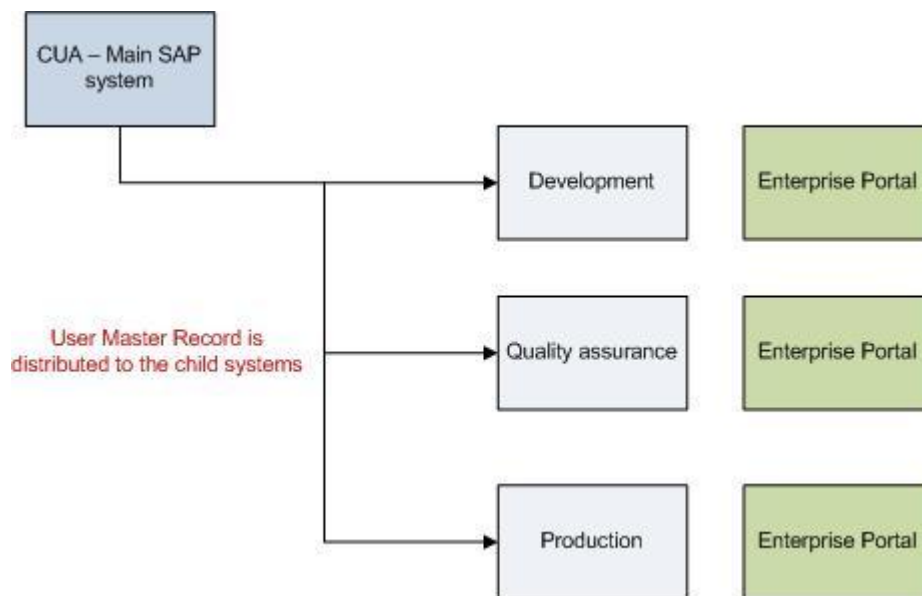 CUA – Main SAP
system
Development
Enterprise Portal
User Master Record is
distributed to the child systems
Quality assurance
Enterprise Portal
Production
Enterprise Portal